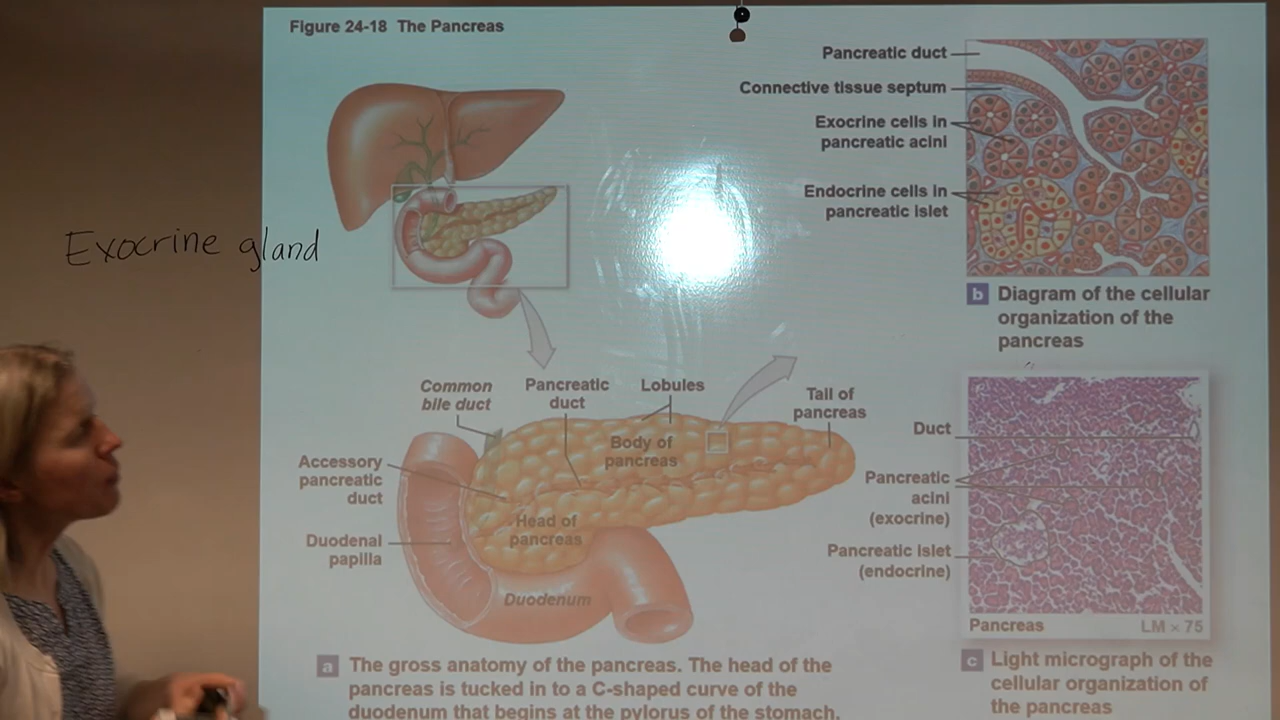 Figure 24-18 The Pancreas
Exocrine gland
Pancreatic duct
Connective tissue septum
Exocrine cells in
pancreatic acini
Endocrine cells in
pancreatic islet
b Diagram of the cellular
organization of the
pancreas
Common
bile duct
Pancreatic
duct
Lobules
Tail of
pancreas
Body of
pancreas
Accessory
pancreatic
duct
Head of
pancreas
Duodenal
papilla
Duodenum
Duct
Pancreatic
acini
(exocrine)
Pancreatic islet
(endocrine)
Pancreas LM × 75
a The gross anatomy of the pancreas. The head of the
pancreas is tucked in to a C-shaped curve of the
duodenum that begins at the pylorus of the stomach.
c Light micrograph of the
cellular organization of
the pancreas